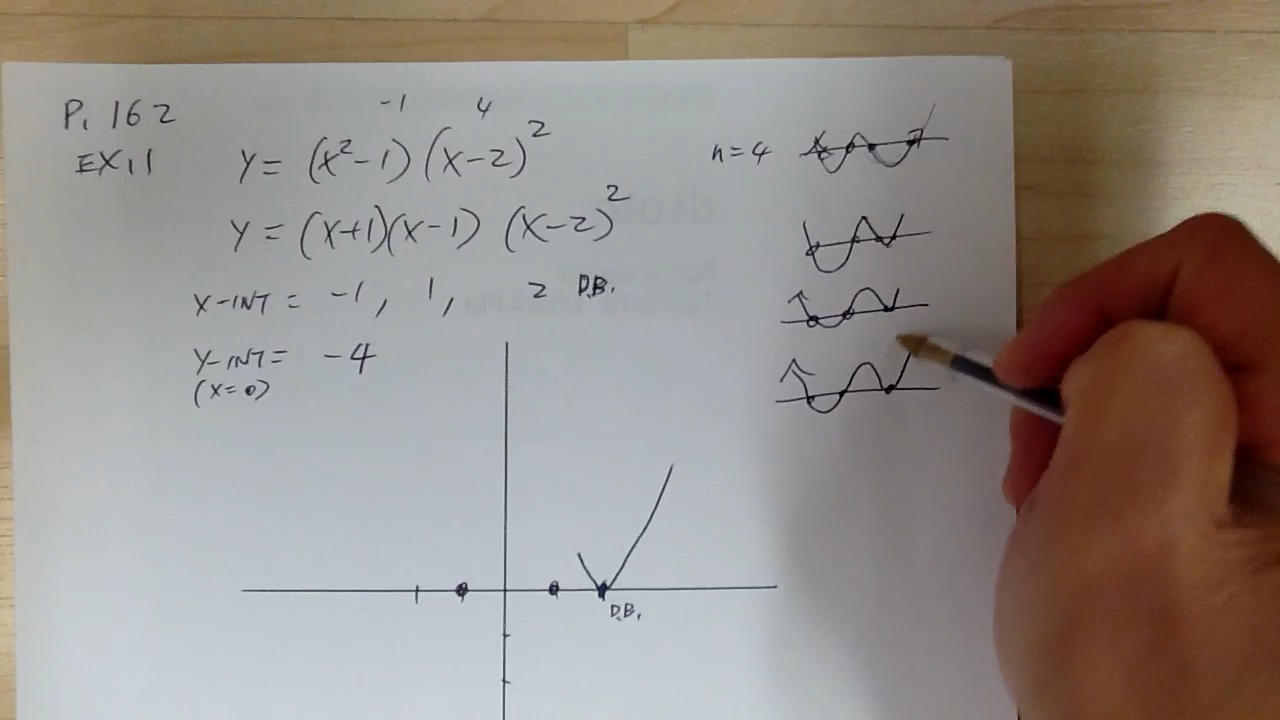 P. 162
-1 4
EX. 11 y = (x²-1)(x-2)²
n=4
y = (x+1)(x-1) (x-2)²
X-INT = -1, 1, 2 D.B.
Y-INT = -4
(x=0)
D.B.